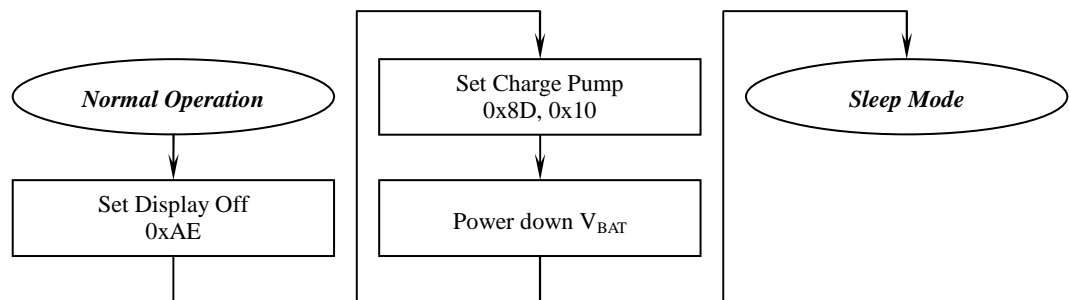 Normal Operation
Set Display Off
0xAE
Set Charge Pump
0x8D, 0x10
Power down VBAT
Sleep Mode